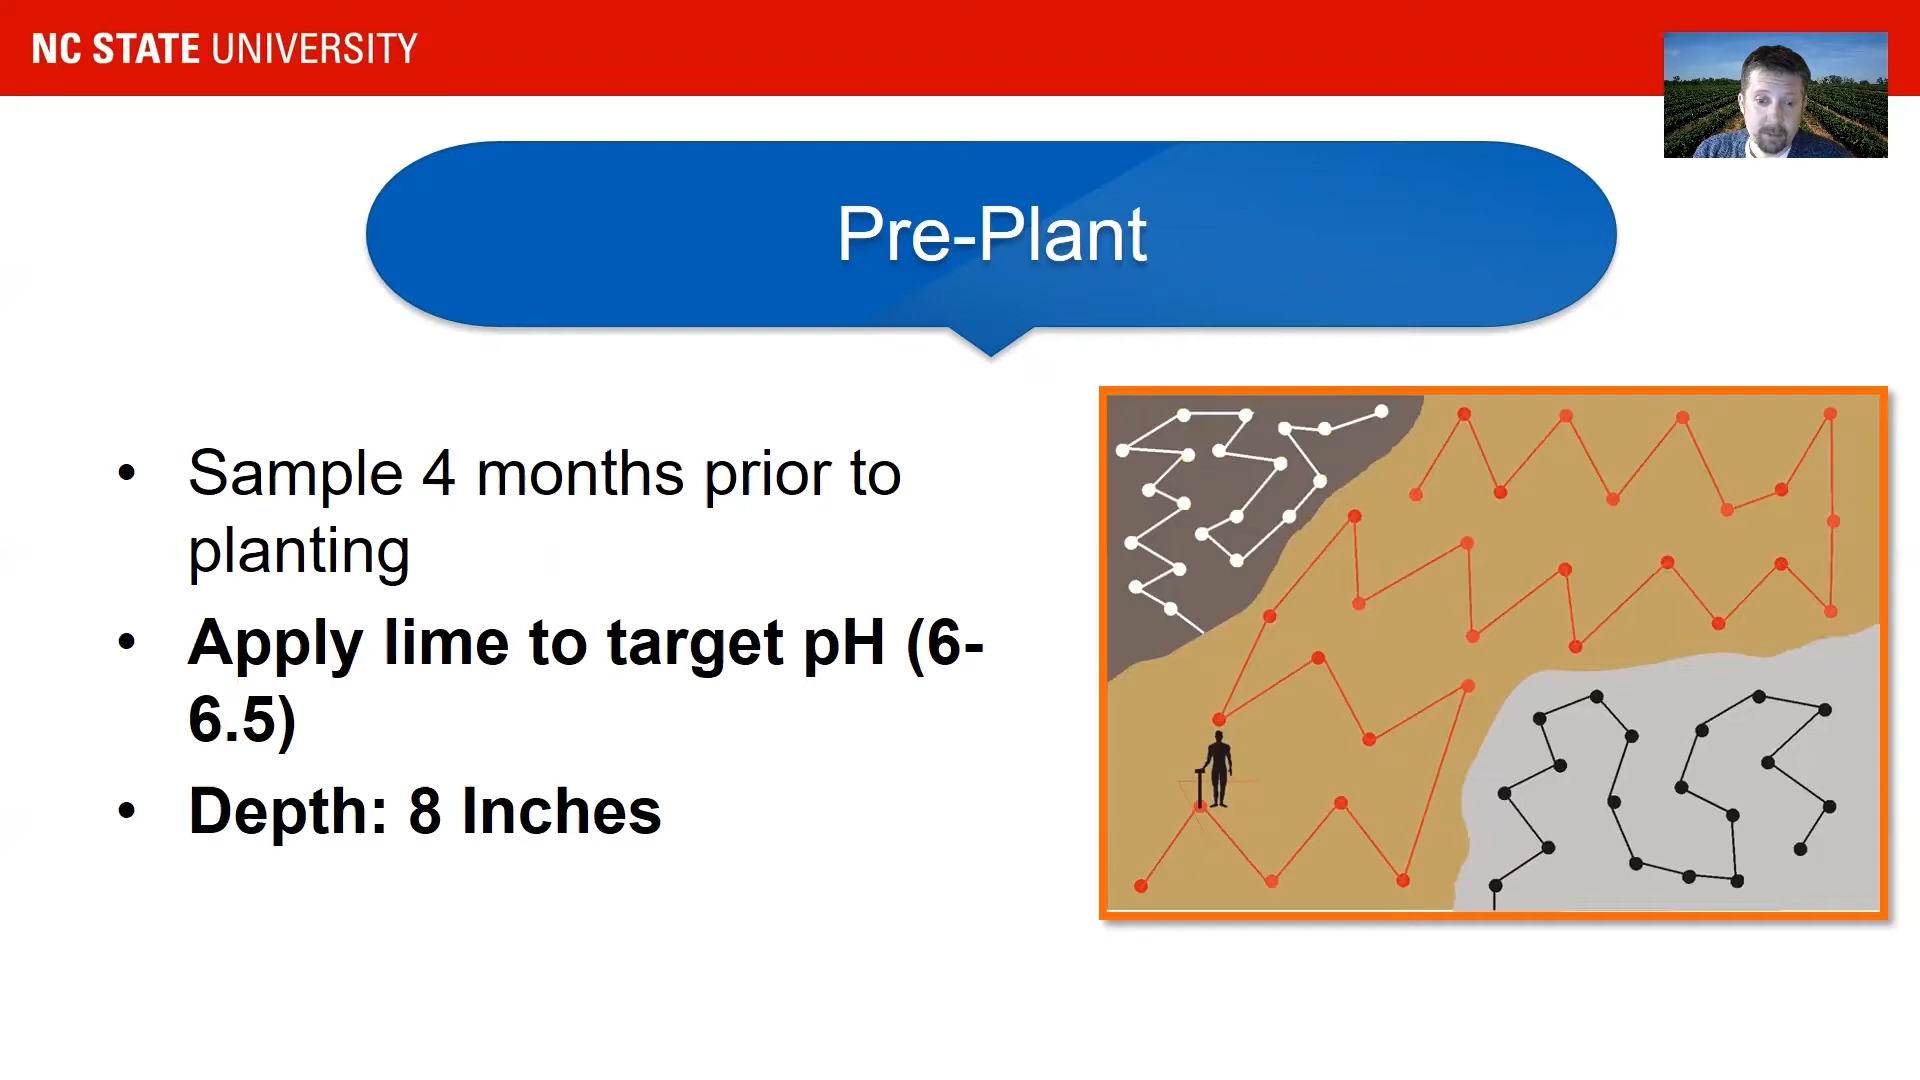 NC STATE UNIVERSITY
Pre-Plant
• Sample 4 months prior to
planting
• Apply lime to target pH (6-
6.5)
• Depth: 8 Inches